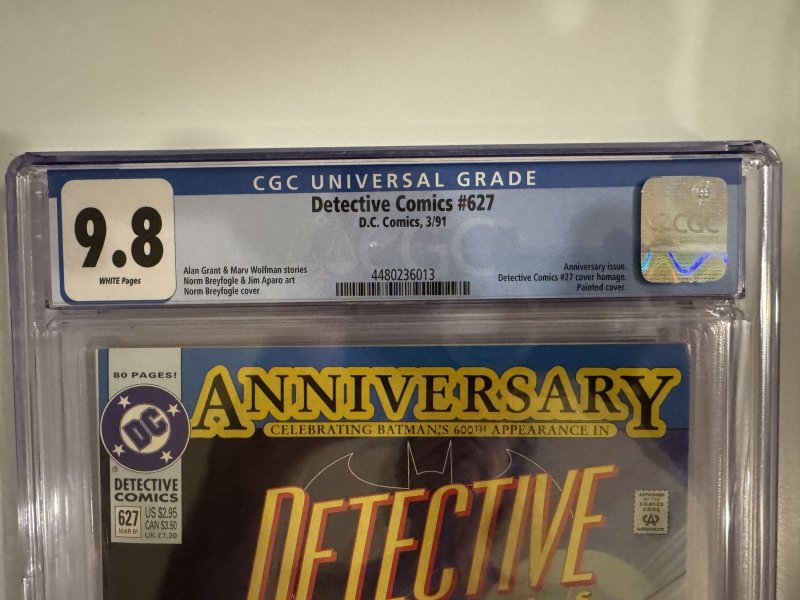 CGC UNIVERSAL GRADE
9.8
WHITE Pages
Detective Comics #627
D.C. Comics, 3/91
Alan Grant & Marv Wolfman stories
Norm Breyfogle & Jim Aparo art
Norm Breyfogle cover
4480236013
Anniversary issue.
Detective Comics #27 cover homage.
Painted cover.
CGC
80 PAGES!
ANNIVERSARY
CELEBRATING BATMAN'S 600TH APPEARANCE IN
DC
®
DETECTIVE
COMICS
627
MAR 91
US $2.95
CAN $3.50
UK £1.20
DETECTIVE
APPROVED
BY THE
COMICS
CODE
CA
AUTHORITY